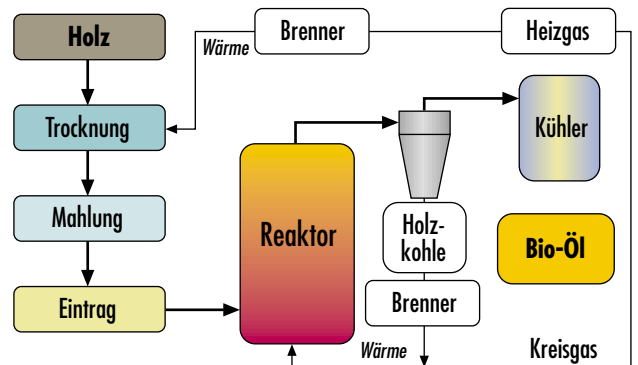 Holz
Wärme
Brenner
Heizgas
Trocknung
Kühler
Mahlung
Reaktor
Holz-
kohle
Bio-Öl
Eintrag
Brenner
Wärme
Kreisgas